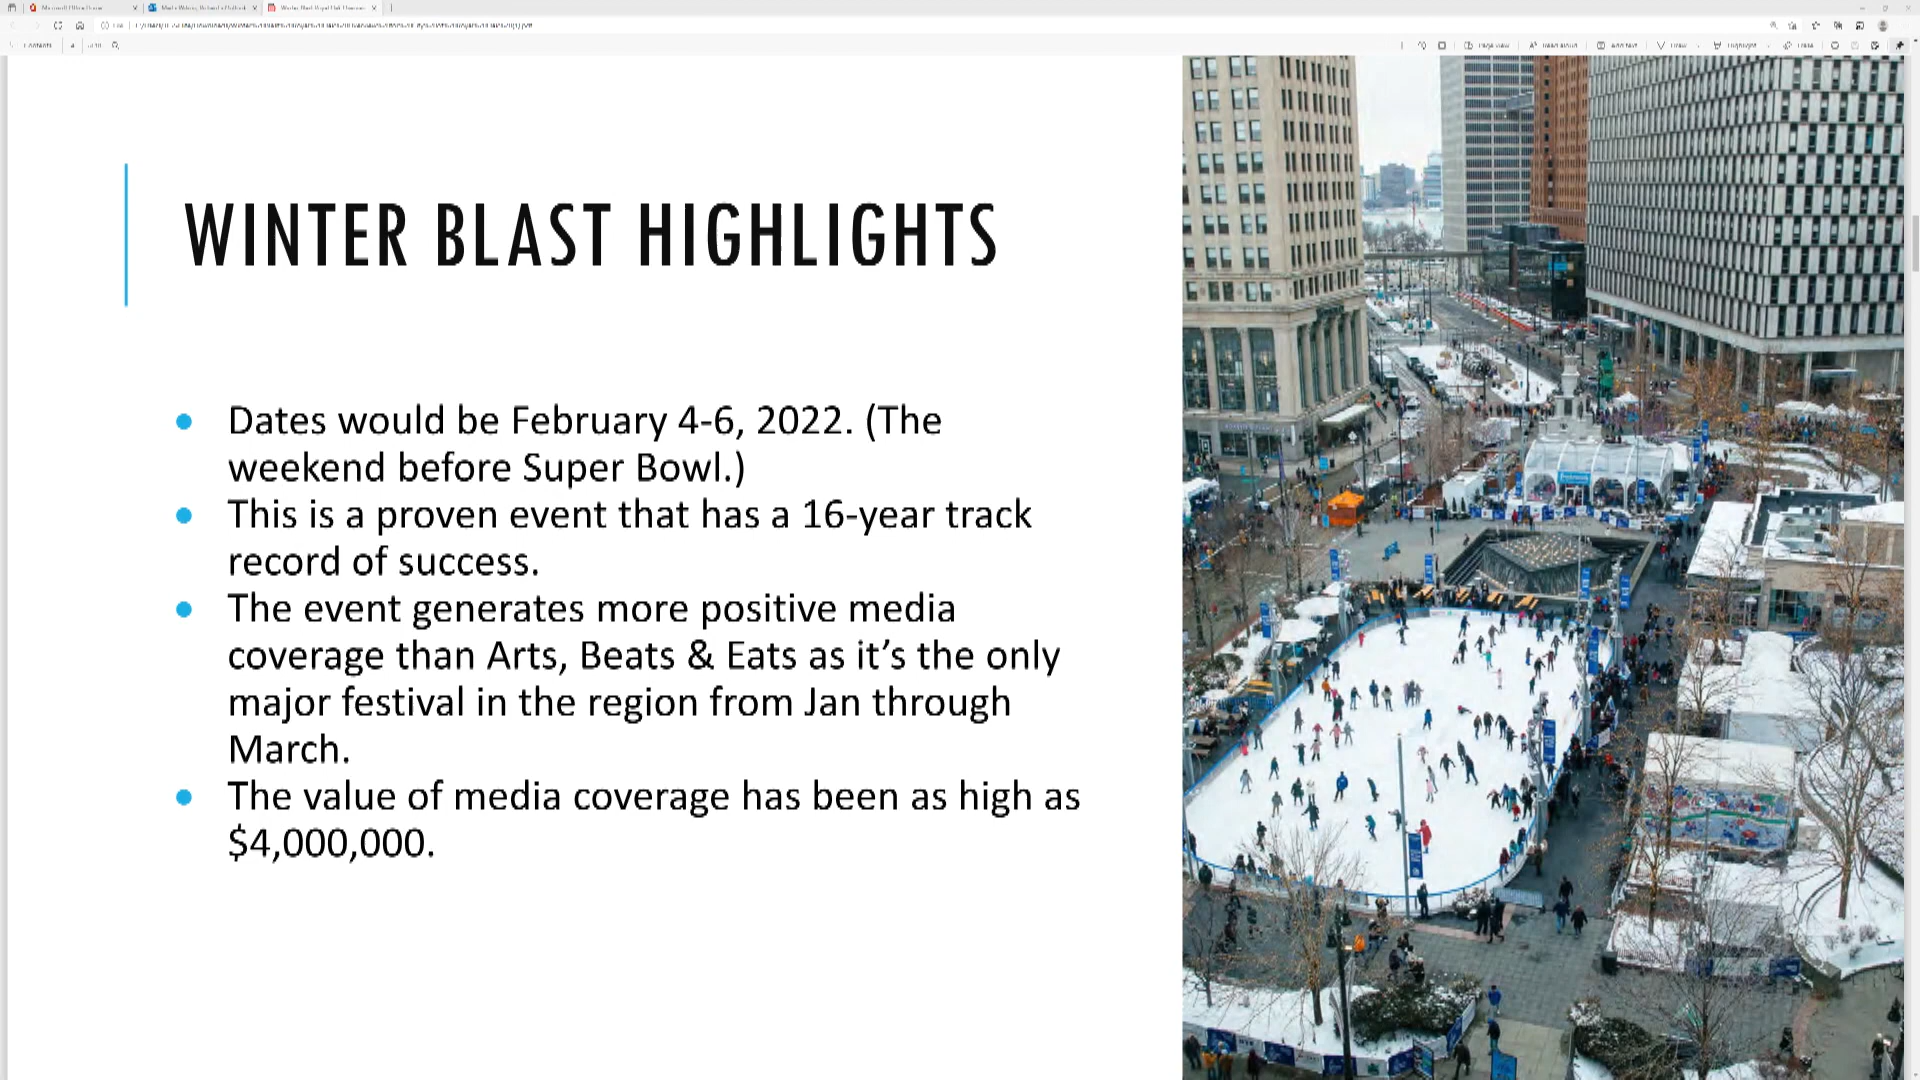 WINTER BLAST HIGHLIGHTS
Dates would be February 4-6, 2022. (The
weekend before Super Bowl.)
This is a proven event that has a 16-year track
record of success.
The event generates more positive media
coverage than Arts, Beats & Eats as it's the only
major festival in the region from Jan through
March.
The value of media coverage has been as high as
$4,000,000.